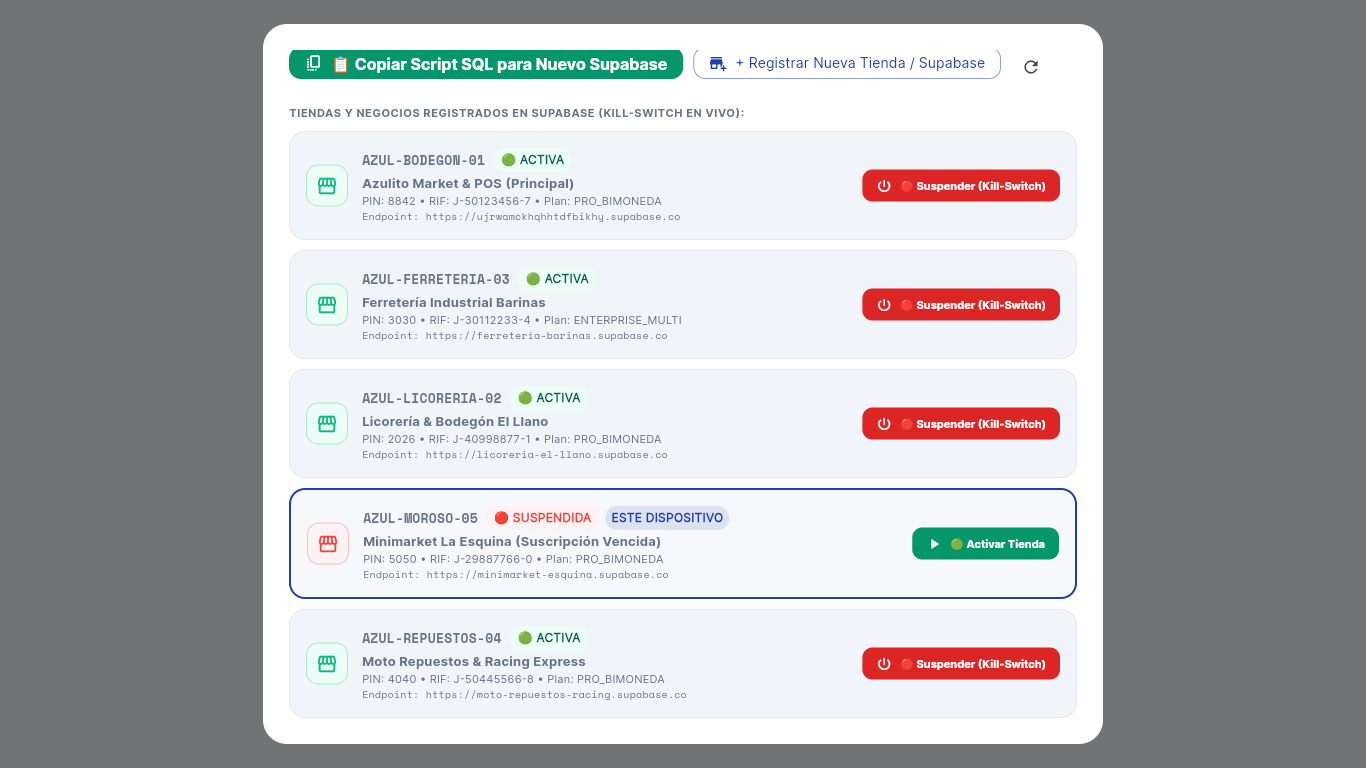 📋 Copiar Script SQL para Nuevo Supabase
+ Registrar Nueva Tienda / Supabase
TIENDAS Y NEGOCIOS REGISTRADOS EN SUPABASE (KILL-SWITCH EN VIVO):
AZUL-BODEGON-01 🟢 ACTIVA
Azulito Market & POS (Principal)
PIN: 8842 • RIF: J-50123456-7 • Plan: PRO_BIMONEDA
Endpoint: https://ujrwamckhqhhtdfbikhy.supabase.co
🔴 Suspender (Kill-Switch)
AZUL-FERRETERIA-03 🟢 ACTIVA
Ferretería Industrial Barinas
PIN: 3030 • RIF: J-30112233-4 • Plan: ENTERPRISE_MULTI
Endpoint: https://ferreteria-barinas.supabase.co
🔴 Suspender (Kill-Switch)
AZUL-LICORERIA-02 🟢 ACTIVA
Licorería & Bodegón El Llano
PIN: 2026 • RIF: J-40998877-1 • Plan: PRO_BIMONEDA
Endpoint: https://licoreria-el-llano.supabase.co
🔴 Suspender (Kill-Switch)
AZUL-MOROSO-05 🔴 SUSPENDIDA ESTE DISPOSITIVO
Minimarket La Esquina (Suscripción Vencida)
PIN: 5050 • RIF: J-29887766-0 • Plan: PRO_BIMONEDA
Endpoint: https://minimarket-esquina.supabase.co
🟢 Activar Tienda
AZUL-REPUESTOS-04 🟢 ACTIVA
Moto Repuestos & Racing Express
PIN: 4040 • RIF: J-50445566-8 • Plan: PRO_BIMONEDA
Endpoint: https://moto-repuestos-racing.supabase.co
🔴 Suspender (Kill-Switch)